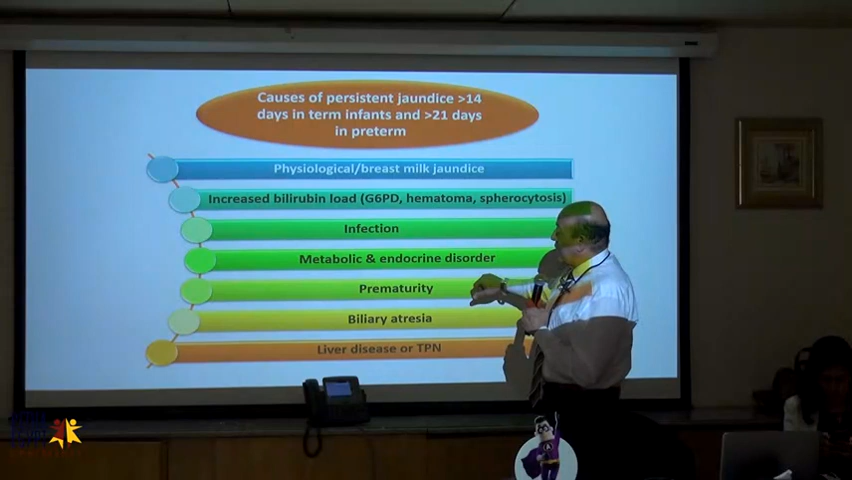 Causes of persistent jaundice >14
days in term infants and >21 days
in preterm
Physiological/breast milk jaundice
Increased bilirubin load (G6PD, hematoma, spherocytosis)
Infection
Metabolic & endocrine disorder
Prematurity
Biliary atresia
Liver disease or TPN